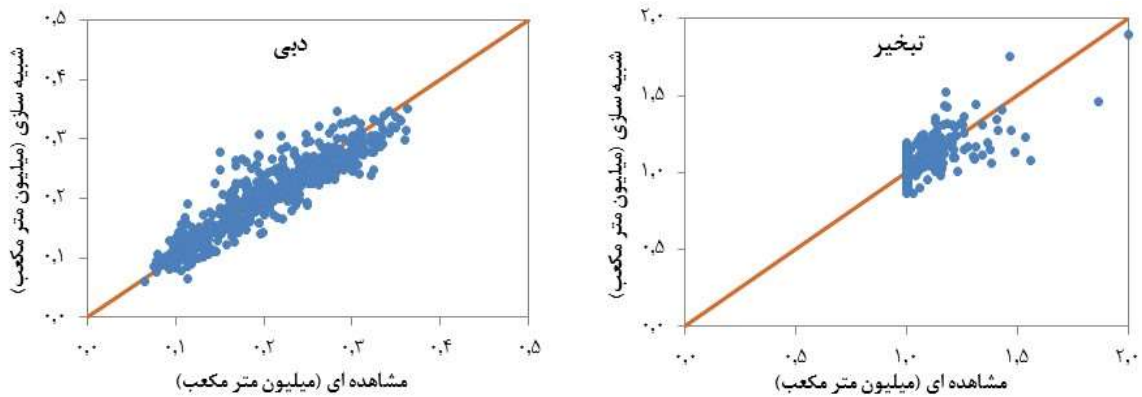 دبی
شبیه سازی (میلیون متر مکعب)
۰٫۵
۰٫۴
۰٫۳
۰٫۲
۰٫۱
۰٫۰
۰٫۰ ۰٫۱ ۰٫۲ ۰٫۳ ۰٫۴ ۰٫۵
مشاهده ای (میلیون متر مکعب)
تبخیر
شبیه سازی (میلیون متر مکعب)
۲٫۰
۱٫۵
۱٫۰
۰٫۵
۰٫۰
۰٫۰ ۰٫۵ ۱٫۰ ۱٫۵ ۲٫۰
مشاهده ای (میلیون متر مکعب)